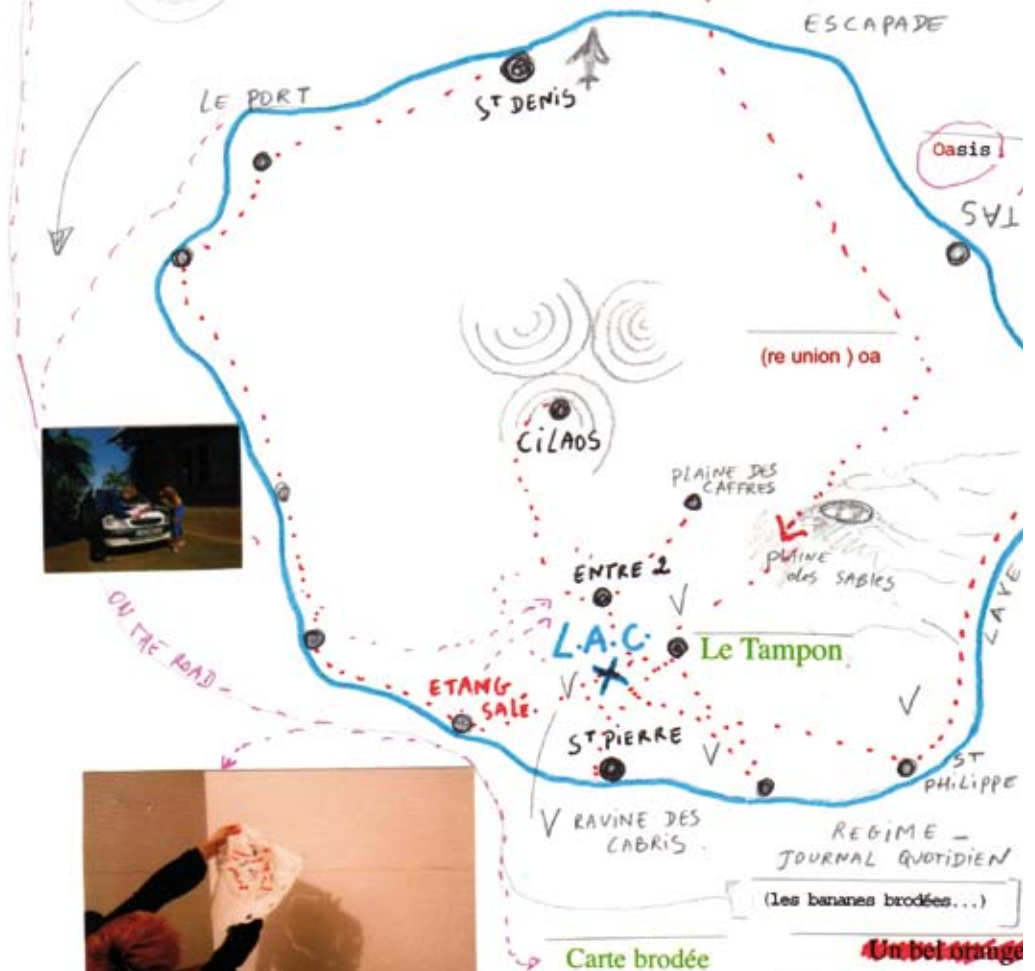 ESCAPADE
LE PORT
ST DENIS
Oasis
TAS
(re union ) oa
CILAOS
PLAINE DES
CAFFRES
PLAINE
des SABLES
ENTRE 2
LAVE
L.A.C.
Le Tampon
ON THE ROAD
ETANG
SALÉ.
ST PIERRE
ST
PHILIPPE
RAVINE DES
CABRIS.
REGIME -
JOURNAL QUOTIDIEN
(les bananes brodées...)
Carte brodée
Un bel orange